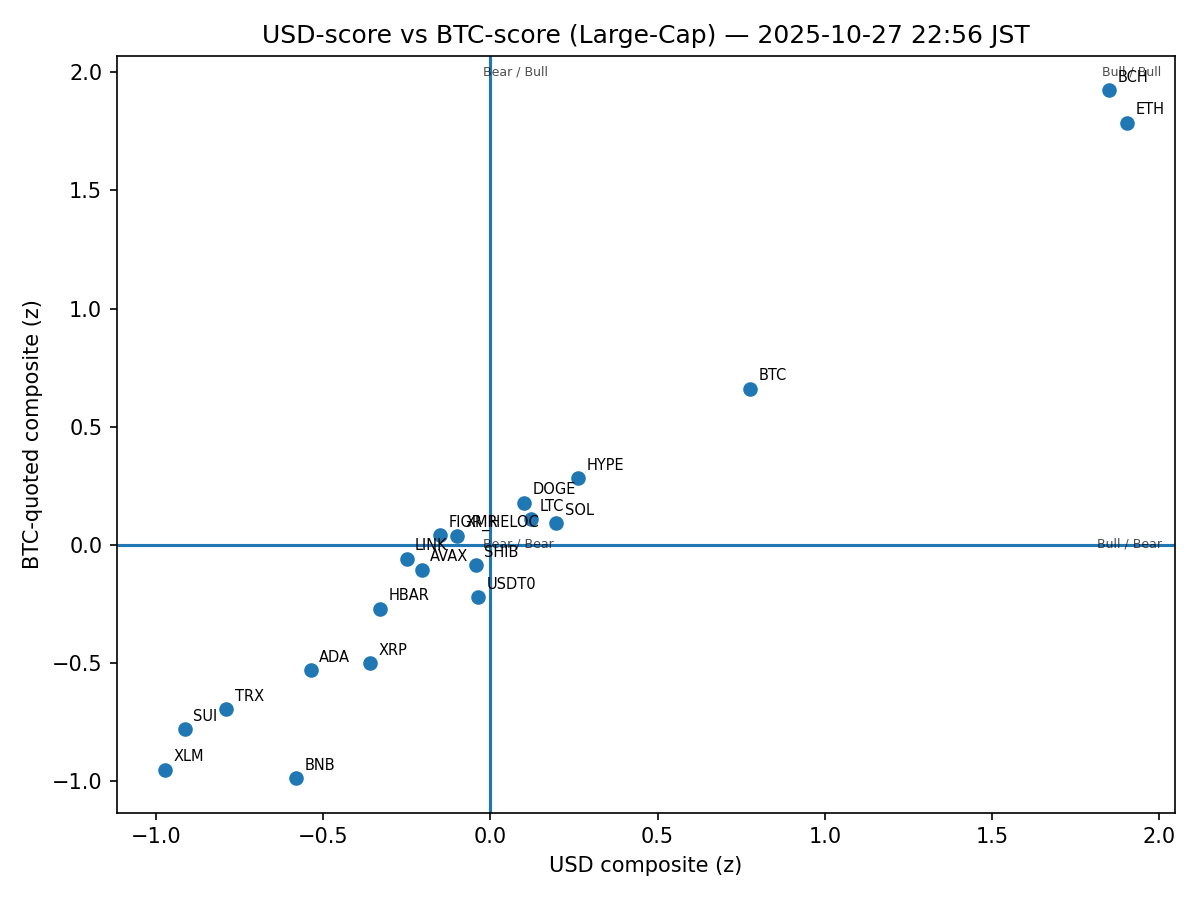 USD-score vs BTC-score (Large-Cap) — 2025-10-27 22:56 JST
2.0
Bear / Bull
Bull / Bull
BCH
ETH
1.5
1.0
BTC
0.5
HYPE
DOGE
LTC
SOL
FIGR_HELOC
XMR
0.0
LINK
Bear / Bear
Bull / Bear
SHIB
AVAX
USDT0
HBAR
−0.5
XRP
ADA
TRX
SUI
XLM
BNB
−1.0
−1.0
−0.5
0.0
0.5
1.0
1.5
2.0
USD composite (z)
BTC-quoted composite (z)